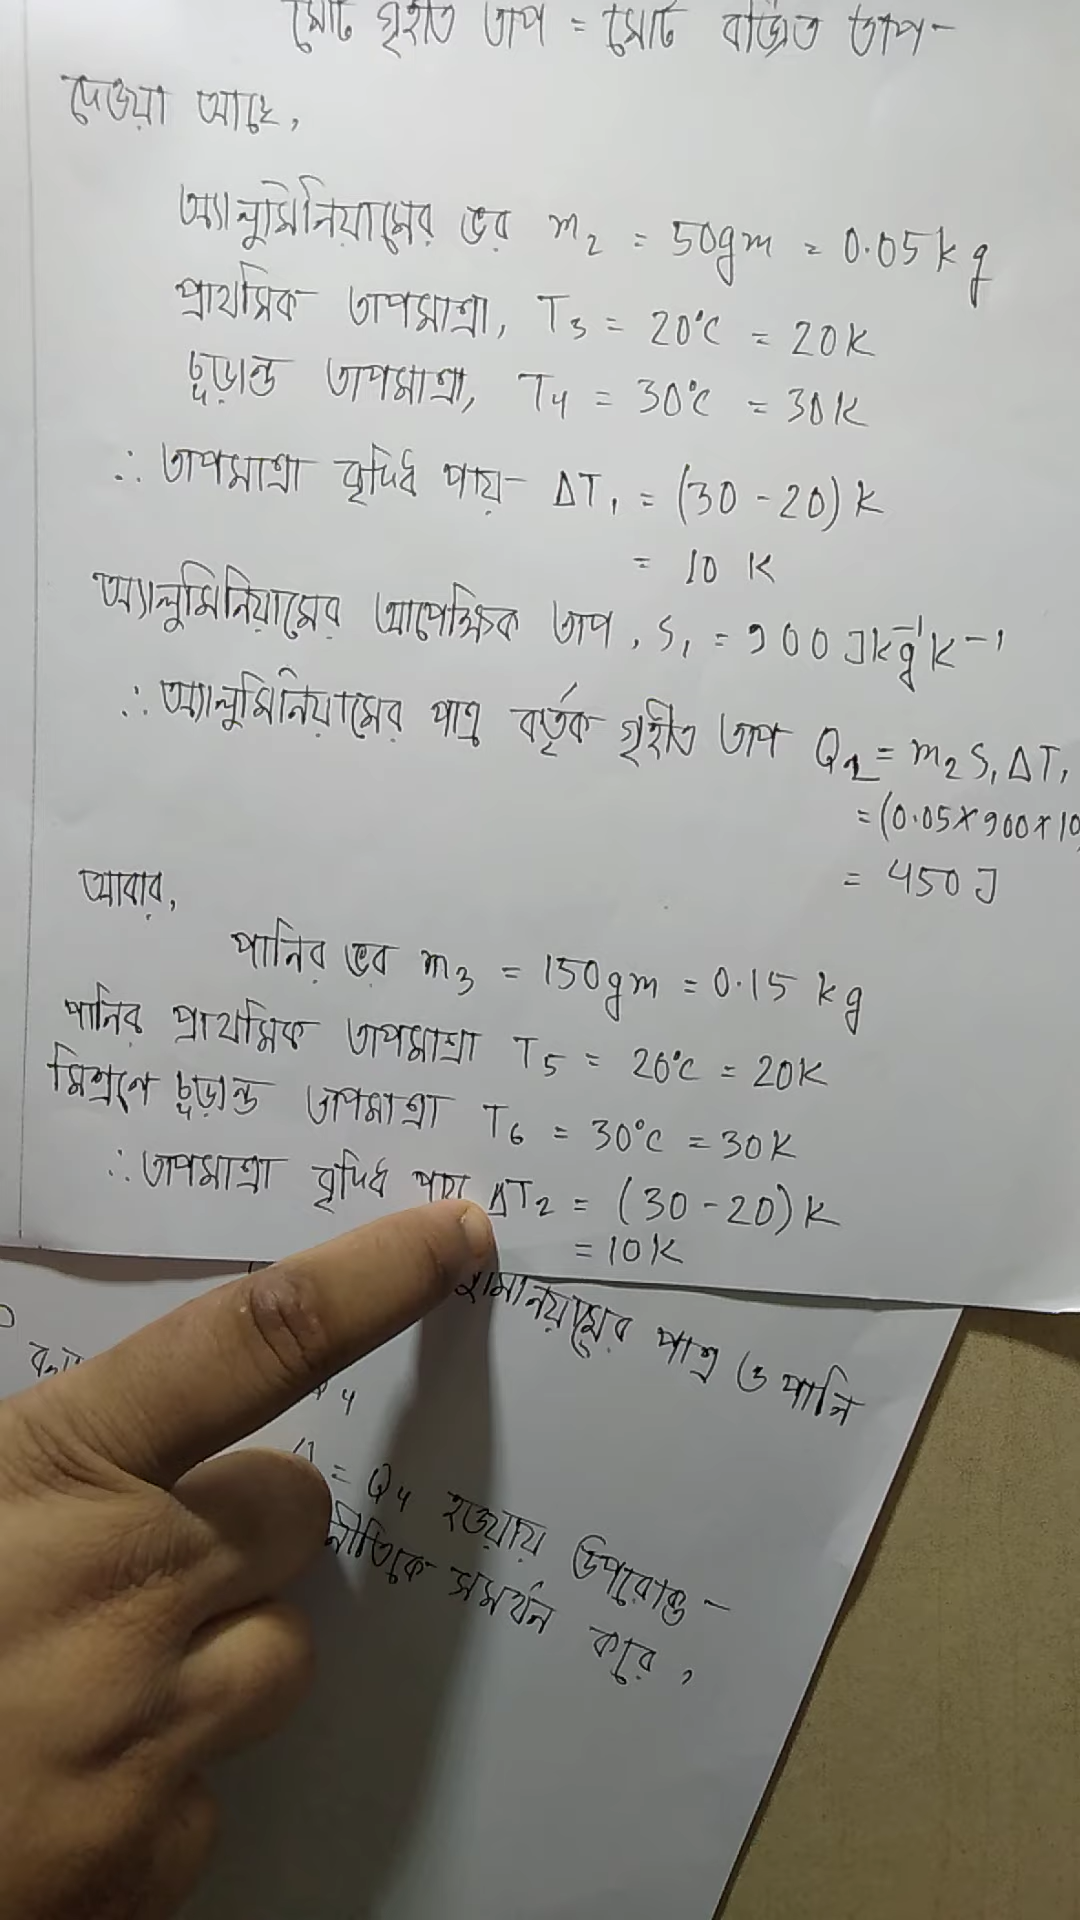 মোট গৃহীত তাপ = মোট বর্জিত তাপ-
দেওয়া আছে,
অ্যালুমিনিয়ামের ভর m₂ = 50gm = 0.05 kg
প্রাথমিক তাপমাত্রা, T₃ = 20°C = 20K
চূড়ান্ত তাপমাত্রা, T₄ = 30°C = 30K
∴ তাপমাত্রা বৃদ্ধি পায়- ΔT₁ = (30 - 20) K
= 10 K
অ্যালুমিনিয়ামের আপেক্ষিক তাপ, S₁ = 900 Jkg⁻¹K⁻¹
∴ অ্যালুমিনিয়ামের পাত্র কর্তৃক গৃহীত তাপ Q₂ = m₂S₁ΔT₁
= (0.05 × 900 × 10
= 450 J
আবার,
পানির ভর m₃ = 150gm = 0.15 kg
পানির প্রাথমিক তাপমাত্রা T₅ = 20°C = 20K
মিশ্রণে চূড়ান্ত তাপমাত্রা T₆ = 30°C = 30K
∴ তাপমাত্রা বৃদ্ধি পায় ΔT₂ = (30 - 20) K
= 10K
পাত্র ও পানি
4
= Q₄ হওয়ায় উপরোক্ত -
নীতিকে সমর্থন করে,